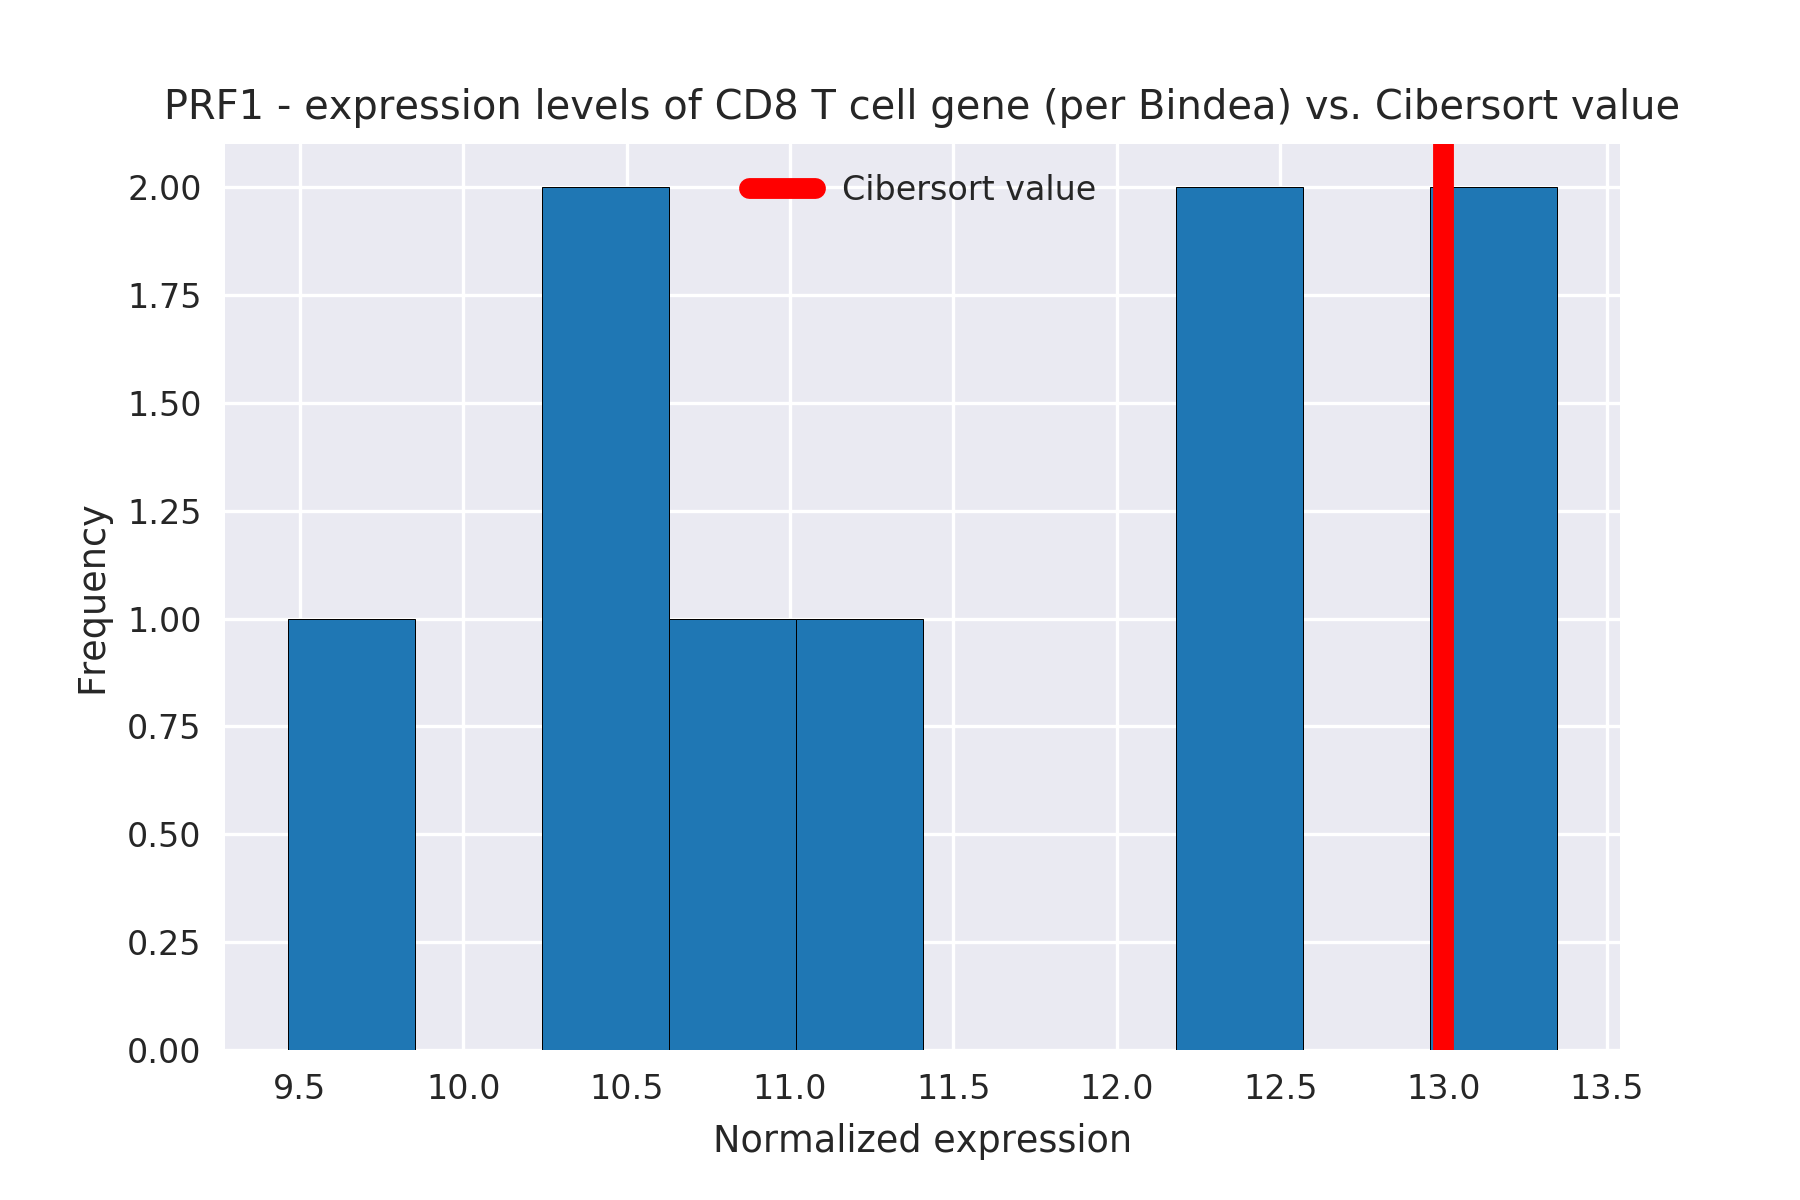 PRF1 - expression levels of CD8 T cell gene (per Bindea) vs. Cibersort value
Cibersort value
2.00
1.75
1.50
1.25
1.00
0.75
0.50
0.25
0.00
Frequency
9.5 10.0 10.5 11.0 11.5 12.0 12.5 13.0 13.5
Normalized expression